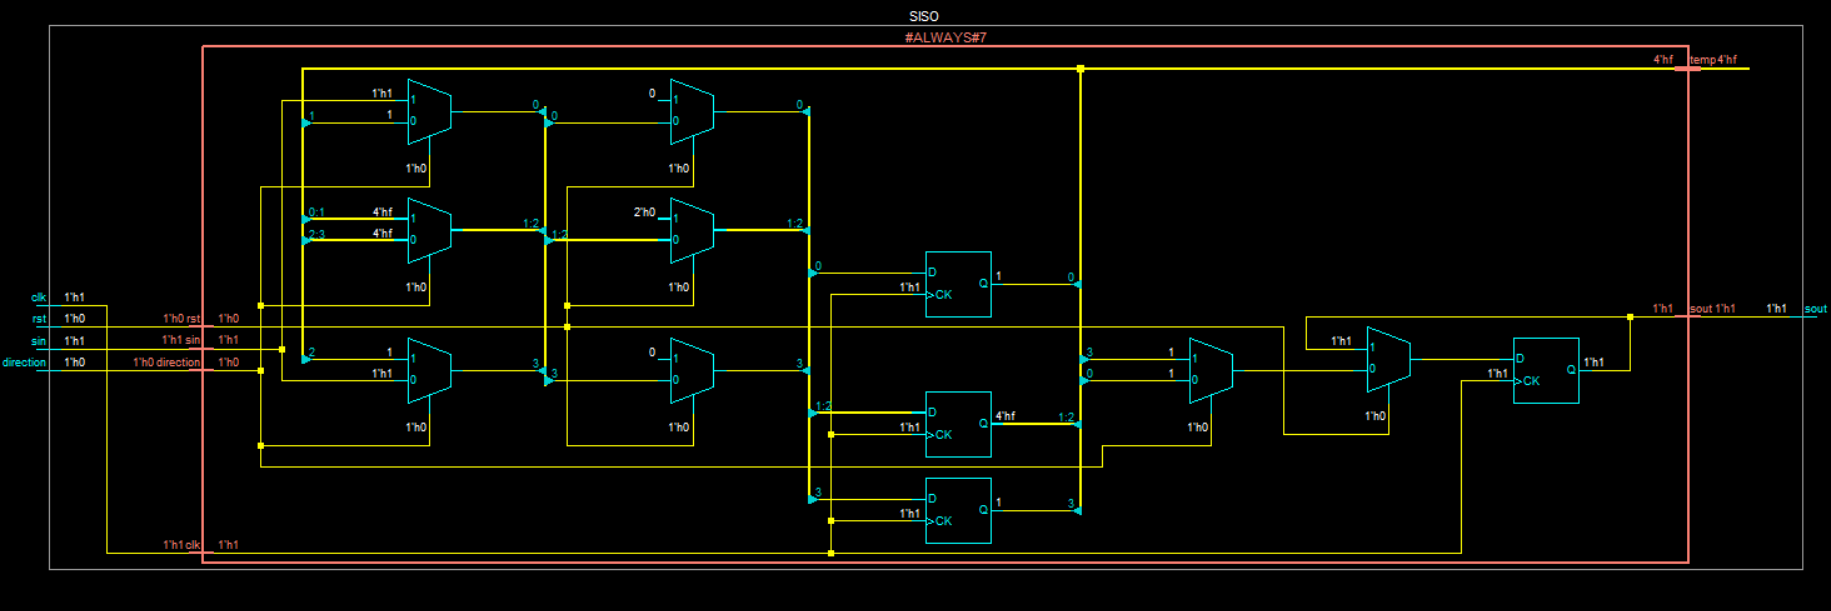 SISO
#ALWAYS#7
4'hf temp 4'hf
1'h1 1 0 0 1 0 0
1 1 0 0 0
1'h0 1'h0
0:1 4'hf 1 1:2 2'h0 1 1:2
2:3 4'hf 0 1:2 0
0 D 1
1'h0 1'h0 Q 0
1'h1 CK
clk 1'h1
rst 1'h0 1'h0 rst 1'h0 1'h1 sout 1'h1 1'h1 sout
sin 1'h1 1'h1 sin 1'h1 1'h1 1
2 1 1 0 1 3 1 1 D
direction 1'h0 1'h0 direction 1'h0 3 3 0 Q 1'h1
1'h1 0 3 0 0 1 0 1'h1 CK
1:2 D 4'hf 1:2 1'h0
1'h0 1'h0 Q 1'h0
1'h1 CK
3 D 1 3
Q
1'h1 CK
1'h1 clk 1'h1